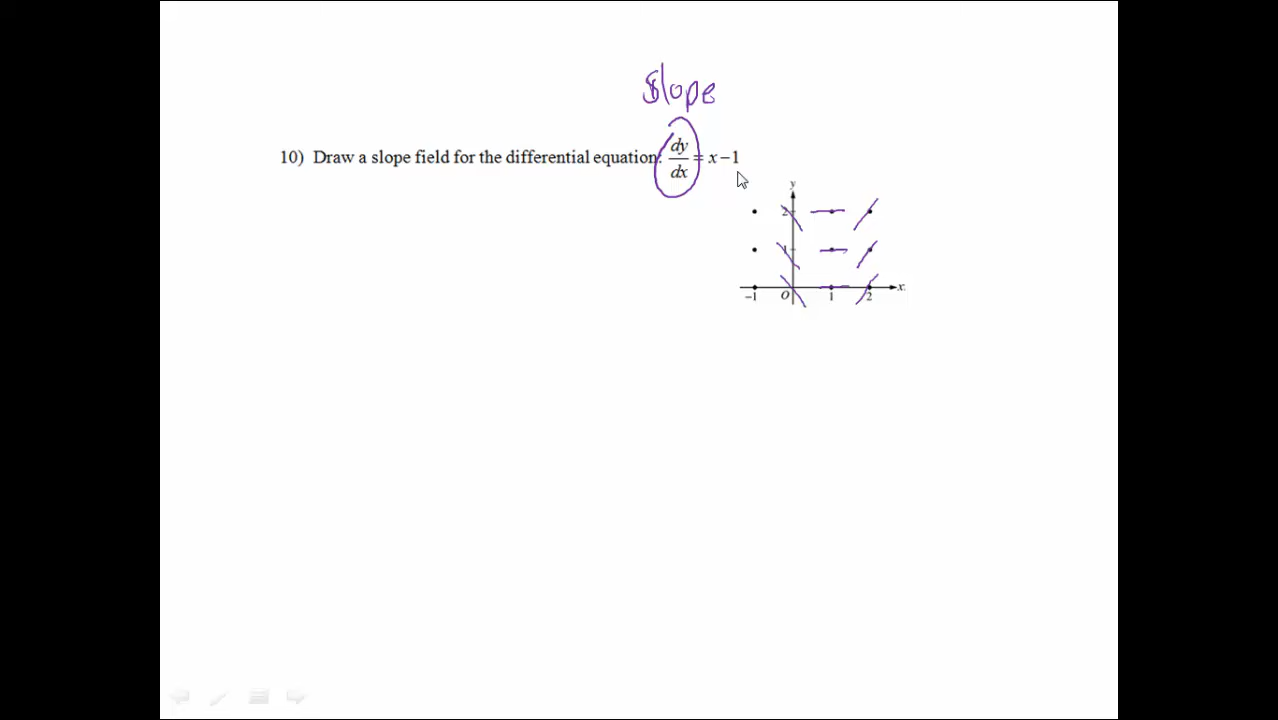 Slope
10) Draw a slope field for the differential equation: dy/dx = x − 1
y
2
1
−1 O 1 2 x